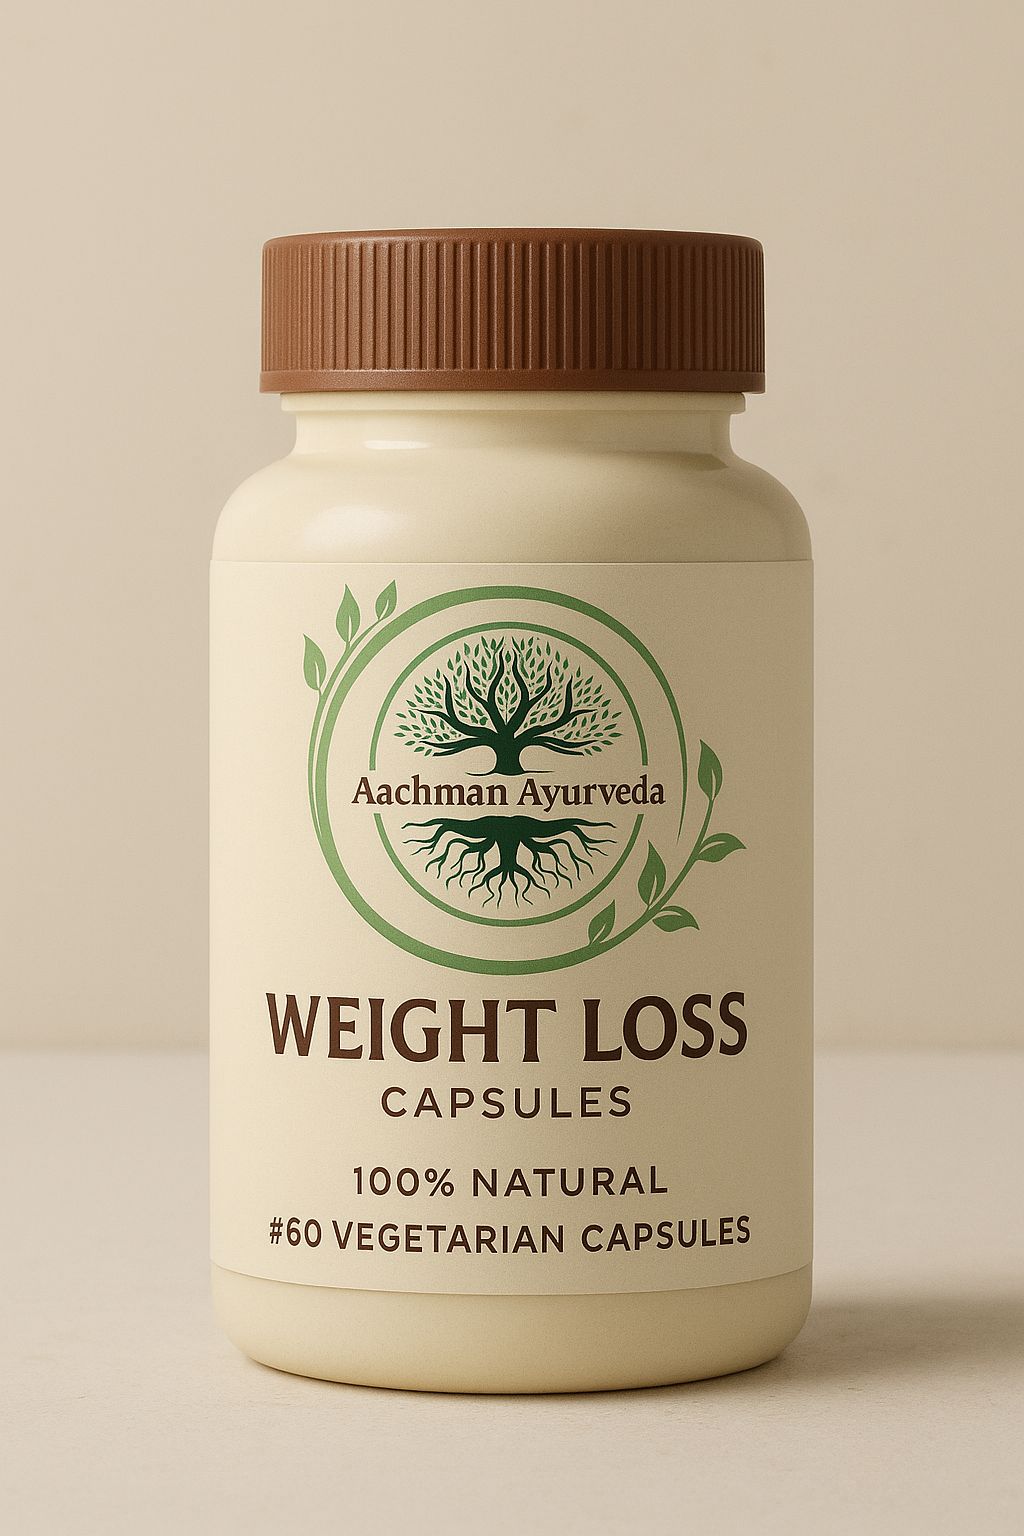 Aachman Ayurveda
WEIGHT LOSS
CAPSULES
100% NATURAL
#60 VEGETARIAN CAPSULES